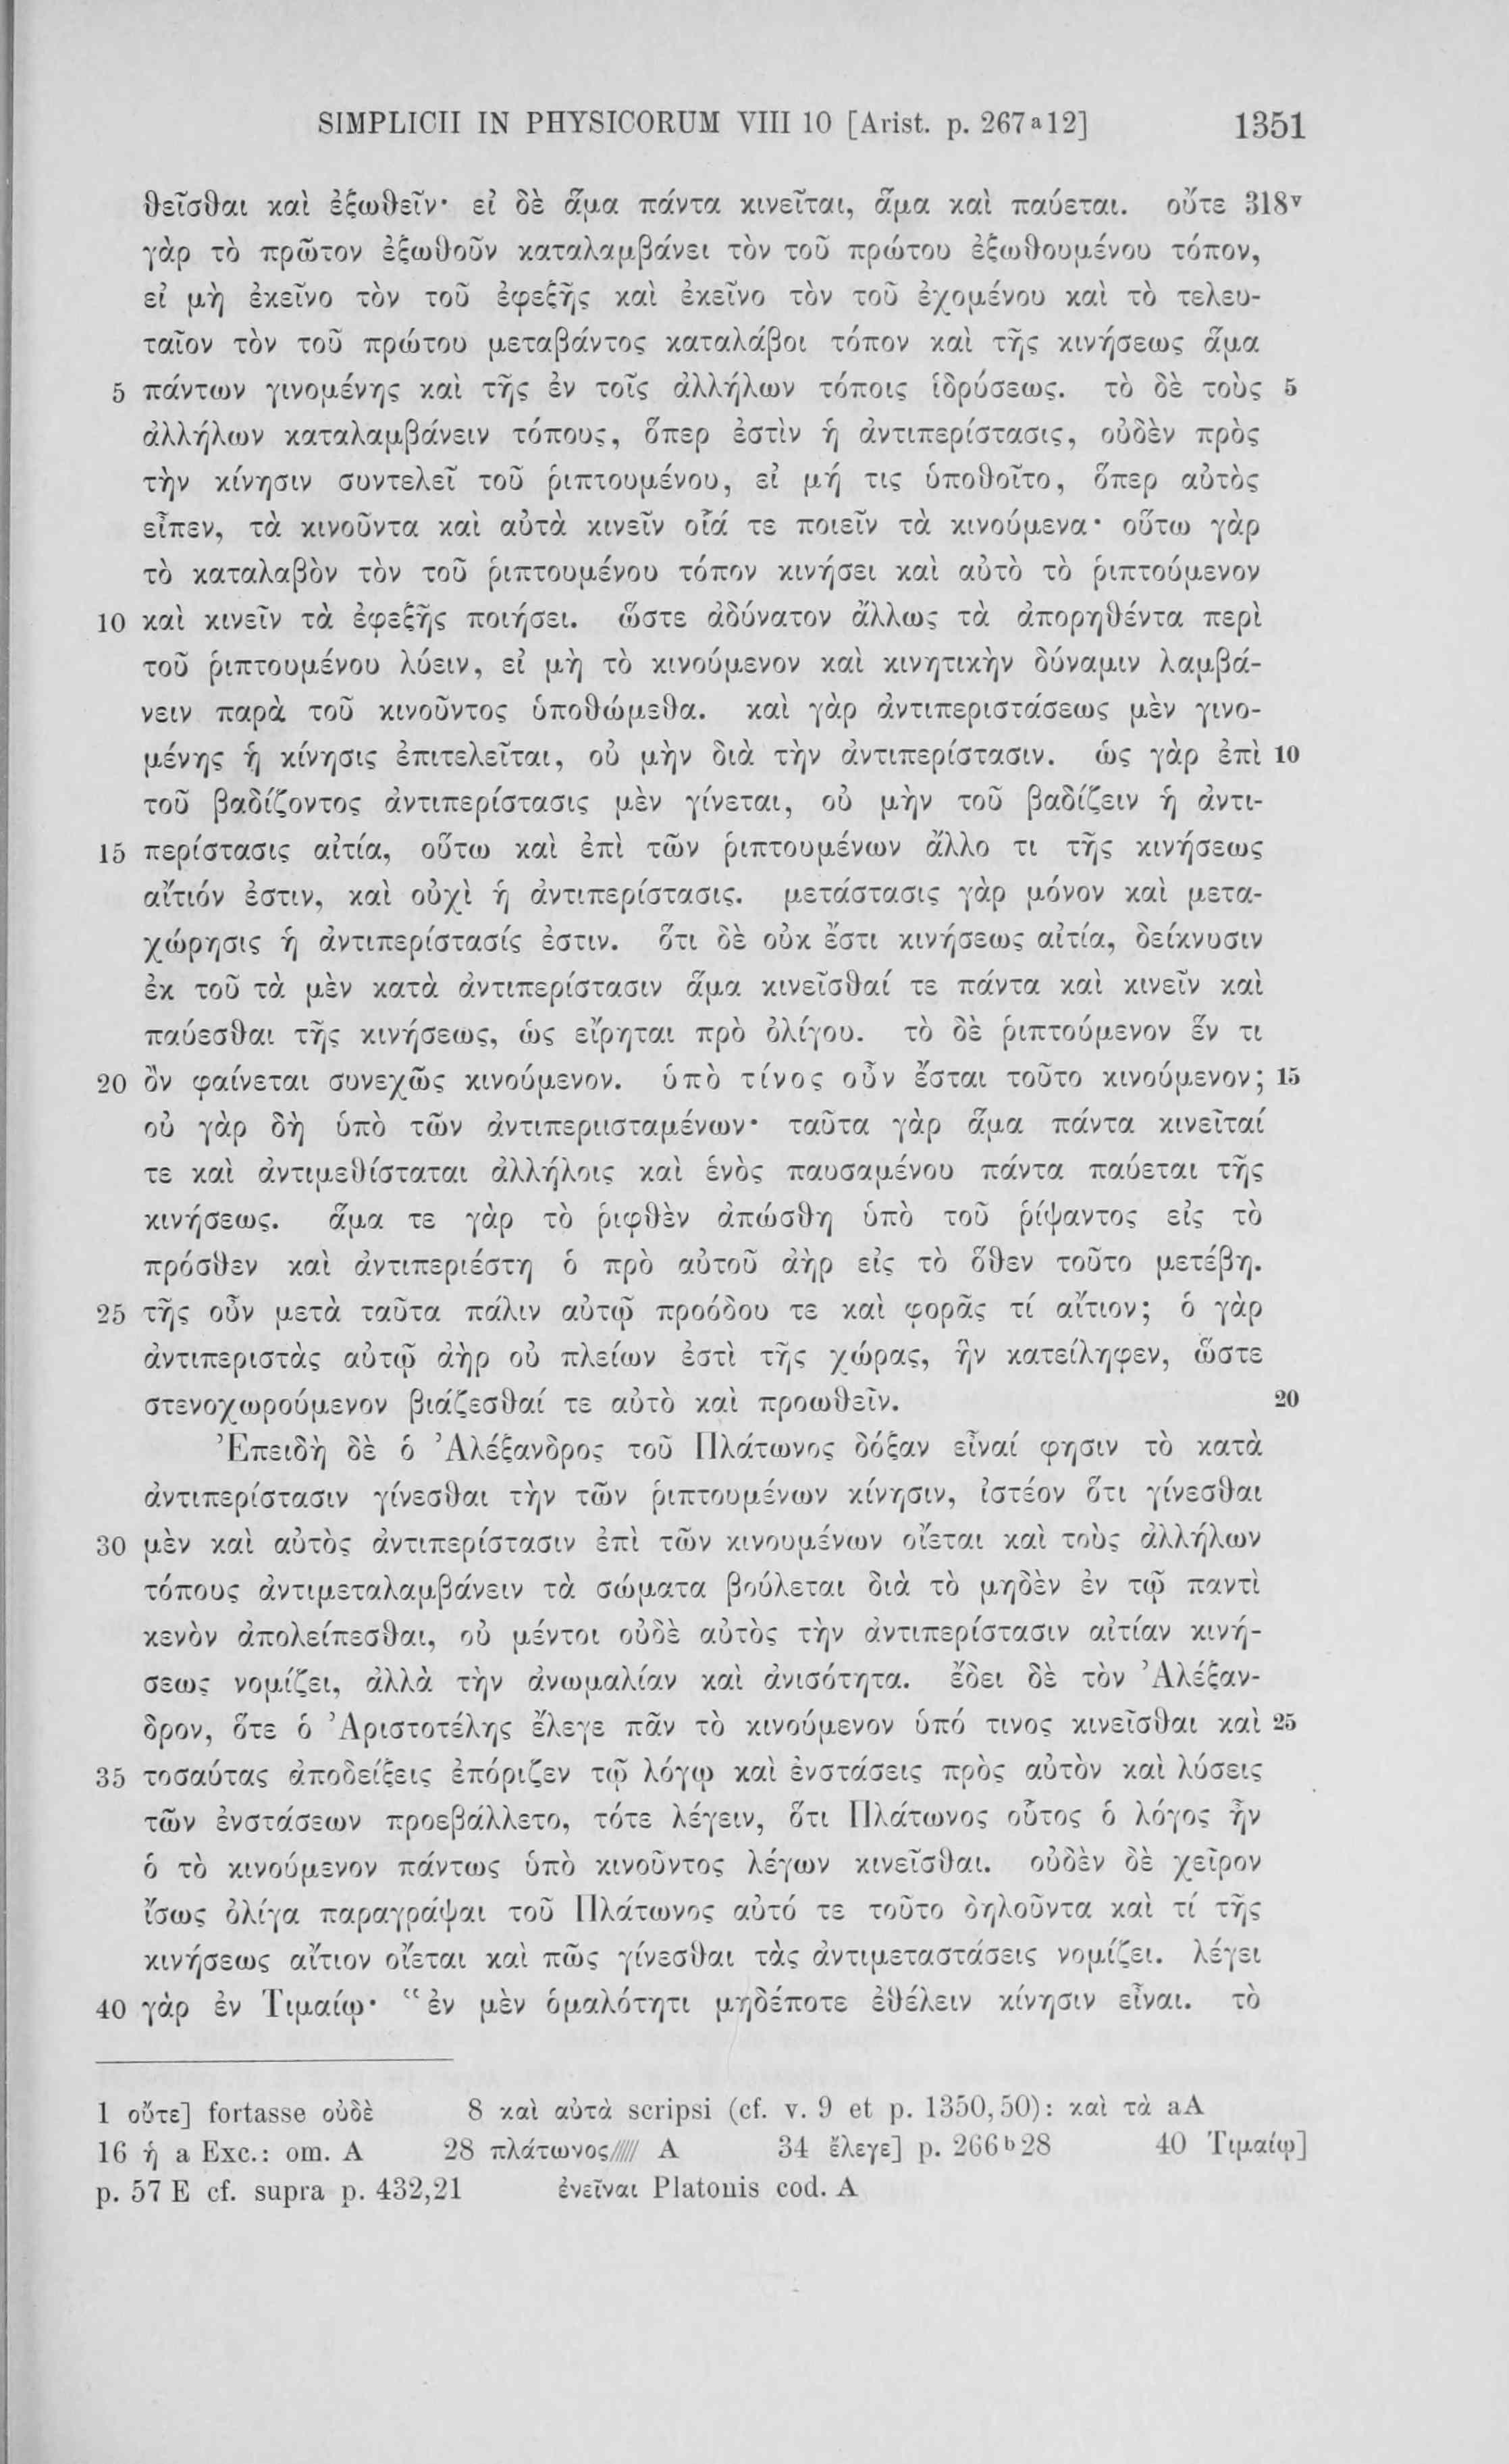 SIMPLICII IN PHYSICORUM VIII 10 [Arist. p. 267 a 12] 1351
θεῖσθαι καὶ ἐξωθεῖν· εἰ δὲ ἅμα πάντα κινεῖται, ἅμα καὶ παύεται. οὔτε 318v
γὰρ τὸ πρῶτον ἐξωθοῦν καταλαμβάνει τὸν τοῦ πρώτου ἐξωθουμένου τόπον,
εἰ μὴ ἐκεῖνο τὸν τοῦ ἐφεξῆς καὶ ἐκεῖνο τὸν τοῦ ἐχομένου καὶ τὸ τελευ-
ταῖον τὸν τοῦ πρώτου μεταβάντος καταλάβοι τόπον καὶ τῆς κινήσεως ἅμα
5 πάντων γινομένης καὶ τῆς ἐν τοῖς ἀλλήλων τόποις ἱδρύσεως. τὸ δὲ τοὺς 5
ἀλλήλων καταλαμβάνειν τόπους, ὅπερ ἐστὶν ἡ ἀντιπερίστασις, οὐδὲν πρὸς
τὴν κίνησιν συντελεῖ τοῦ ῥιπτουμένου, εἰ μή τις ὑποθοῖτο, ὅπερ αὐτὸς
εἶπεν, τὰ κινοῦντα καὶ αὐτὰ κινεῖν οἷά τε ποιεῖν τὰ κινούμενα· οὕτω γὰρ
τὸ καταλαβὸν τὸν τοῦ ῥιπτουμένου τόπον κινήσει καὶ αὐτὸ τὸ ῥιπτούμενον
10 καὶ κινεῖν τὰ ἐφεξῆς ποιήσει. ὥστε ἀδύνατον ἄλλως τὰ ἀπορηθέντα περὶ
τοῦ ῥιπτουμένου λύειν, εἰ μὴ τὸ κινούμενον καὶ κινητικὴν δύναμιν λαμβά-
νειν παρὰ τοῦ κινοῦντος ὑποθώμεθα. καὶ γὰρ ἀντιπεριστάσεως μὲν γινο-
μένης ἡ κίνησις ἐπιτελεῖται, οὐ μὴν διὰ τὴν ἀντιπερίστασιν. ὡς γὰρ ἐπὶ 10
τοῦ βαδίζοντος ἀντιπερίστασις μὲν γίνεται, οὐ μὴν τοῦ βαδίζειν ἡ ἀντι-
15 περίστασις αἰτία, οὕτω καὶ ἐπὶ τῶν ῥιπτουμένων ἄλλο τι τῆς κινήσεως
αἴτιόν ἐστιν, καὶ οὐχὶ ἡ ἀντιπερίστασις. μετάστασις γὰρ μόνον καὶ μετα-
χώρησις ἡ ἀντιπερίστασίς ἐστιν. ὅτι δὲ οὐκ ἔστι κινήσεως αἰτία, δείκνυσιν
ἐκ τοῦ τὰ μὲν κατὰ ἀντιπερίστασιν ἅμα κινεῖσθαί τε πάντα καὶ κινεῖν καὶ
παύεσθαι τῆς κινήσεως, ὡς εἴρηται πρὸ ὀλίγου. τὸ δὲ ῥιπτούμενον ἕν τι
20 ὂν φαίνεται συνεχῶς κινούμενον. ὑπὸ τίνος οὖν ἔσται τοῦτο κινούμενον; 15
οὐ γὰρ δὴ ὑπὸ τῶν ἀντιπεριισταμένων· ταῦτα γὰρ ἅμα πάντα κινεῖταί
τε καὶ ἀντιμεθίσταται ἀλλήλοις καὶ ἑνὸς παυσαμένου πάντα παύεται τῆς
κινήσεως. ἅμα τε γὰρ τὸ ῥιφθὲν ἀπώσθη ὑπὸ τοῦ ῥίψαντος εἰς τὸ
πρόσθεν καὶ ἀντιπεριέστη ὁ πρὸ αὐτοῦ ἀὴρ εἰς τὸ ὅθεν τοῦτο μετέβη.
25 τῆς οὖν μετὰ ταῦτα πάλιν αὐτῷ προόδου τε καὶ φορᾶς τί αἴτιον; ὁ γὰρ
ἀντιπεριστὰς αὐτῷ ἀὴρ οὐ πλείων ἐστὶ τῆς χώρας, ἣν κατείληφεν, ὥστε
στενοχωρούμενον βιάζεσθαί τε αὐτὸ καὶ προωθεῖν. 20
Ἐπειδὴ δὲ ὁ Ἀλέξανδρος τοῦ Πλάτωνος δόξαν εἶναί φησιν τὸ κατὰ
ἀντιπερίστασιν γίνεσθαι τὴν τῶν ῥιπτουμένων κίνησιν, ἰστέον ὅτι γίνεσθαι
30 μὲν καὶ αὐτὸς ἀντιπερίστασιν ἐπὶ τῶν κινουμένων οἴεται καὶ τοὺς ἀλλήλων
τόπους ἀντιμεταλαμβάνειν τὰ σώματα βούλεται διὰ τὸ μηδὲν ἐν τῷ παντὶ
κενὸν ἀπολείπεσθαι, οὐ μέντοι οὐδὲ αὐτὸς τὴν ἀντιπερίστασιν αἰτίαν κινή-
σεως νομίζει, ἀλλὰ τὴν ἀνωμαλίαν καὶ ἀνισότητα. ἔδει δὲ τὸν Ἀλέξαν-
δρον, ὅτε ὁ Ἀριστοτέλης ἔλεγε πᾶν τὸ κινούμενον ὑπό τινος κινεῖσθαι καὶ 25
35 τοσαύτας ἀποδείξεις ἐπόριζεν τῷ λόγῳ καὶ ἐνστάσεις πρὸς αὐτὸν καὶ λύσεις
τῶν ἐνστάσεων προεβάλλετο, τότε λέγειν, ὅτι Πλάτωνος οὗτος ὁ λόγος ἦν
ὁ τὸ κινούμενον πάντως ὑπὸ κινοῦντος λέγων κινεῖσθαι. οὐδὲν δὲ χεῖρον
ἴσως ὀλίγα παραγράψαι τοῦ Πλάτωνος αὐτό τε τοῦτο δηλοῦντα καὶ τί τῆς
κινήσεως αἴτιον οἴεται καὶ πῶς γίνεσθαι τὰς ἀντιμεταστάσεις νομίζει. λέγει
40 γὰρ ἐν Τιμαίῳ· “ἐν μὲν ὁμαλότητι μηδέποτε ἐθέλειν κίνησιν εἶναι. τὸ
1 οὔτε] fortasse οὐδὲ 8 καὶ αὐτὰ scripsi (cf. v. 9 et p. 1350,50): καὶ τὰ aA
16 ἡ a Exc.: om. A 28 πλάτωνος///// A 34 ἔλεγε] p. 266 b 28 40 Τιμαίῳ]
p. 57 E cf. supra p. 432,21 ἐνεῖναι Platonis cod. A